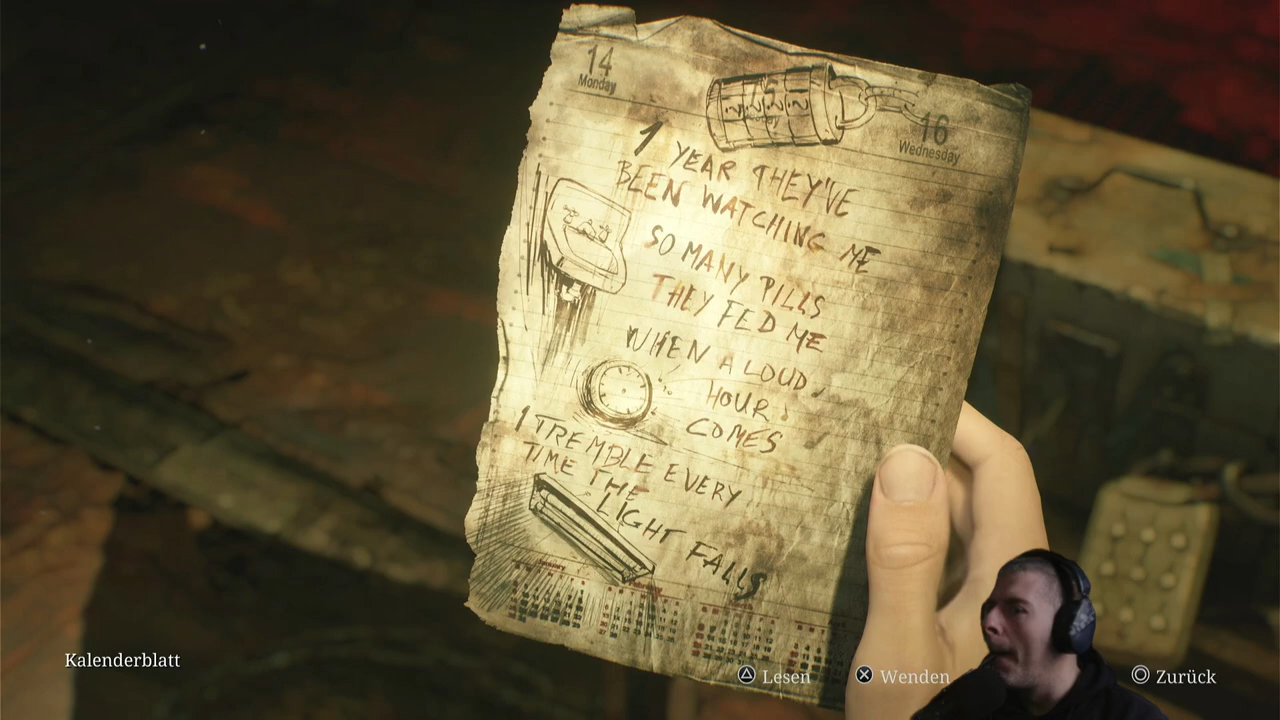 14
Monday
16
Wednesday
1 YEAR THEY'VE
BEEN WATCHING ME
SO MANY PILLS
THEY FED ME
WHEN A LOUD
HOUR
COMES
I TREMBLE EVERY
TIME THE
LIGHT FALLS
Kalenderblatt
Lesen
Wenden
Zurück